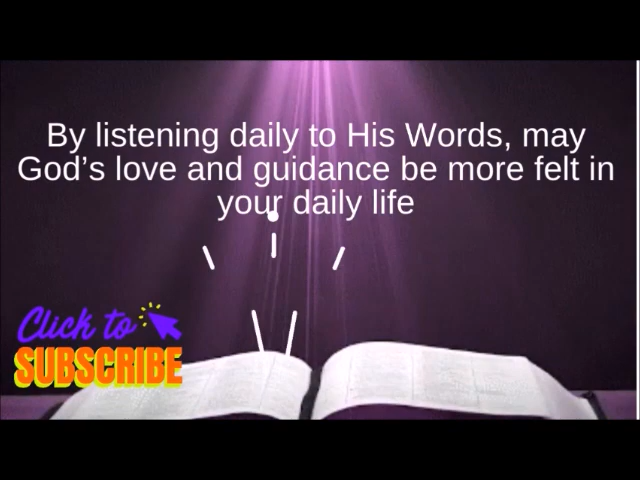 By listening daily to His Words, may
God’s love and guidance be more felt in
your daily life
Click to
SUBSCRIBE